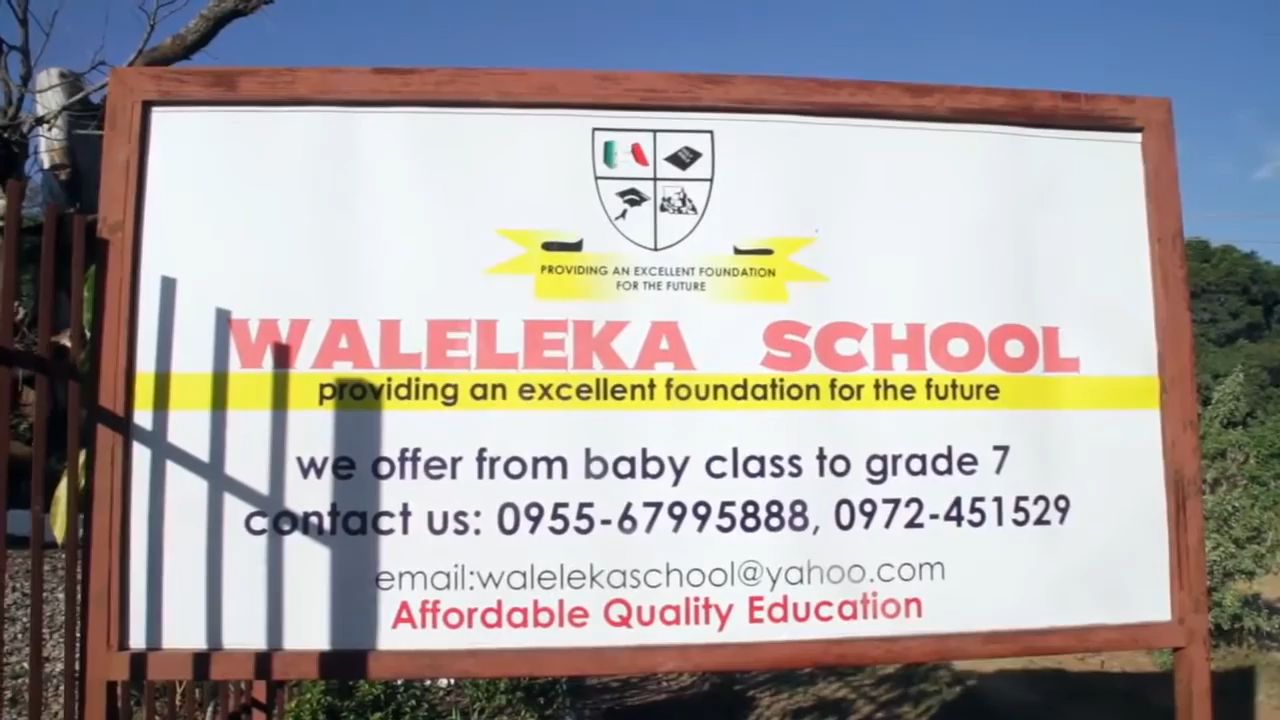 PROVIDING AN EXCELLENT FOUNDATION
FOR THE FUTURE
WALELEKA SCHOOL
providing an excellent foundation for the future
we offer from baby class to grade 7
contact us: 0955-67995888, 0972-451529
email:walelekaschool@yahoo.com
Affordable Quality Education